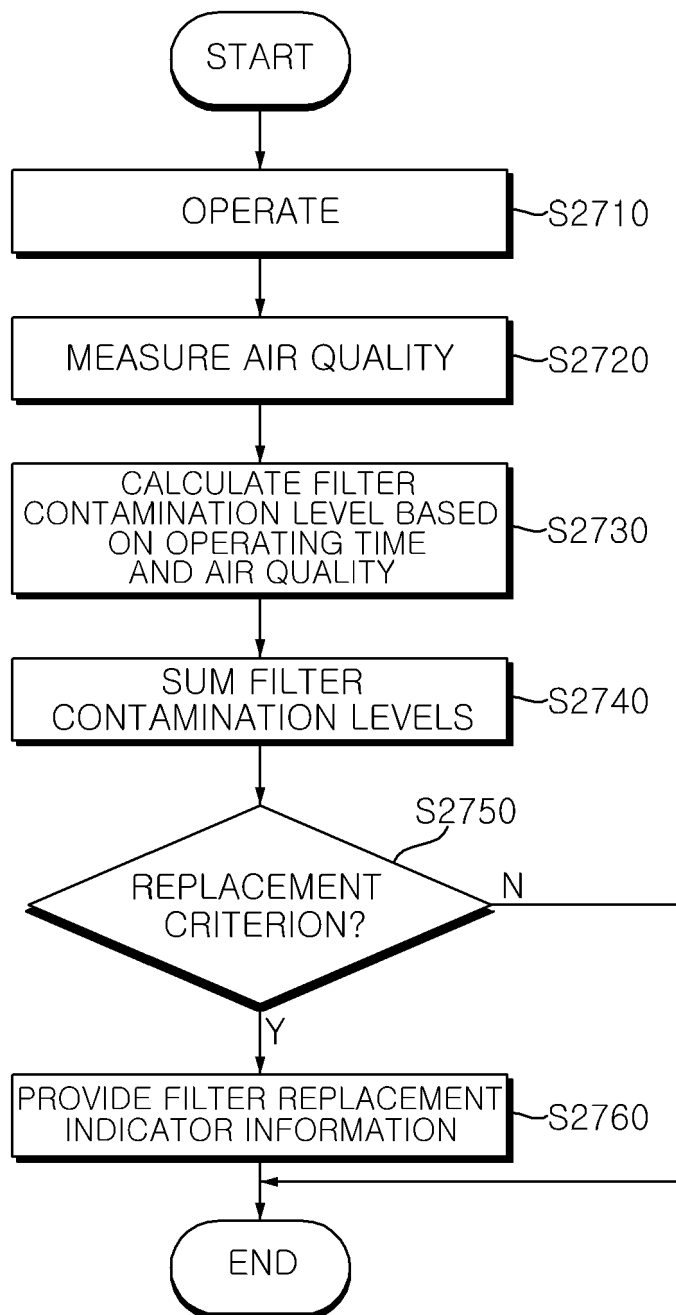 START
OPERATE
S2710
MEASURE AIR QUALITY
S2720
CALCULATE FILTER
CONTAMINATION LEVEL BASED
ON OPERATING TIME
AND AIR QUALITY
S2730
SUM FILTER
CONTAMINATION LEVELS
S2740
S2750
REPLACEMENT
CRITERION?
N
Y
PROVIDE FILTER REPLACEMENT
INDICATOR INFORMATION
S2760
END